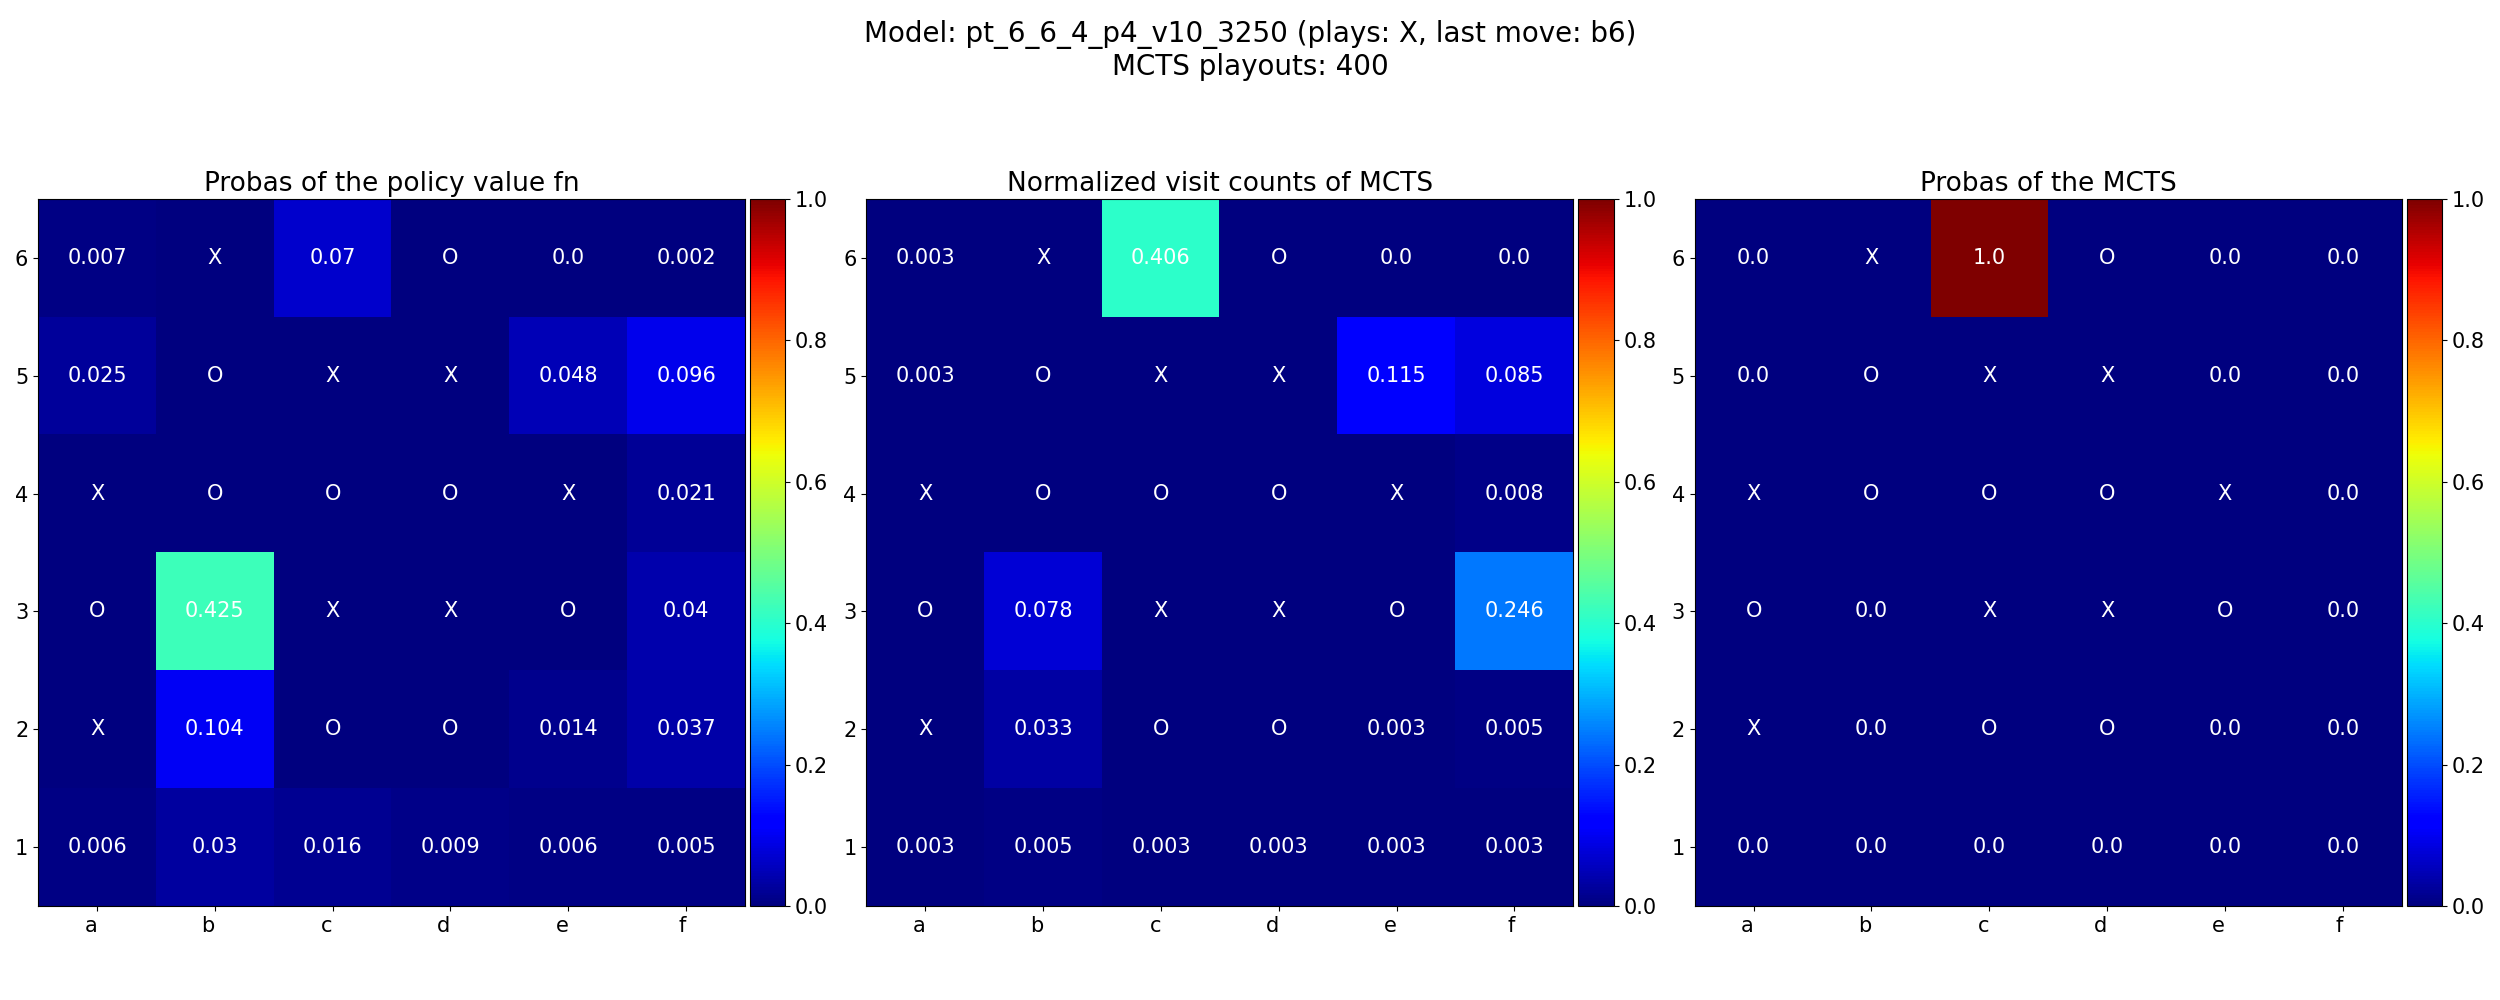 Model: pt_6_6_4_p4_v10_3250 (plays: X, last move: b6)
MCTS playouts: 400
Probas of the policy value fn
6 0.007 X 0.07 O 0.0 0.002
5 0.025 O X X 0.048 0.096
4 X O O O X 0.021
3 O 0.425 X X O 0.04
2 X 0.104 O O 0.014 0.037
1 0.006 0.03 0.016 0.009 0.006 0.005
a b c d e f
1.0
0.8
0.6
0.4
0.2
0.0
Normalized visit counts of MCTS
6 0.003 X 0.406 O 0.0 0.0
5 0.003 O X X 0.115 0.085
4 X O O O X 0.008
3 O 0.078 X X O 0.246
2 X 0.033 O O 0.003 0.005
1 0.003 0.005 0.003 0.003 0.003 0.003
a b c d e f
1.0
0.8
0.6
0.4
0.2
0.0
Probas of the MCTS
6 0.0 X 1.0 O 0.0 0.0
5 0.0 O X X 0.0 0.0
4 X O O O X 0.0
3 O 0.0 X X O 0.0
2 X 0.0 O O 0.0 0.0
1 0.0 0.0 0.0 0.0 0.0 0.0
a b c d e f
1.0
0.8
0.6
0.4
0.2
0.0